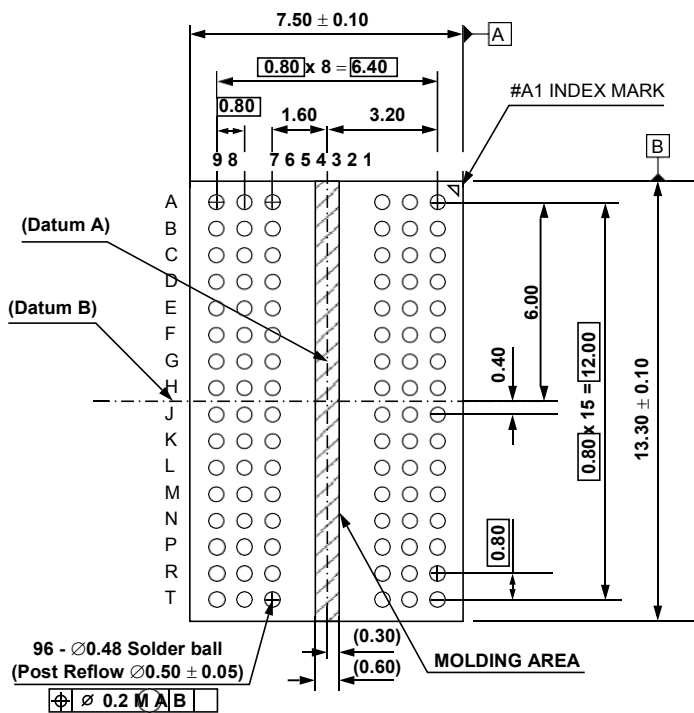 7.50 ± 0.10
A
0.80 x 8 = 6.40
#A1 INDEX MARK
0.80
1.60
3.20
B
9 8 7 6 5 4 3 2 1
A
B
C
D
E
F
G
H
J
K
L
M
N
P
R
T
(Datum A)
(Datum B)
6.00
0.40
0.80 x 15 = 12.00
13.30 ± 0.10
0.80
96 - ∅0.48 Solder ball
(Post Reflow ∅0.50 ± 0.05)
⌖ ∅ 0.2 Ⓜ A B
(0.30)
(0.60)
MOLDING AREA